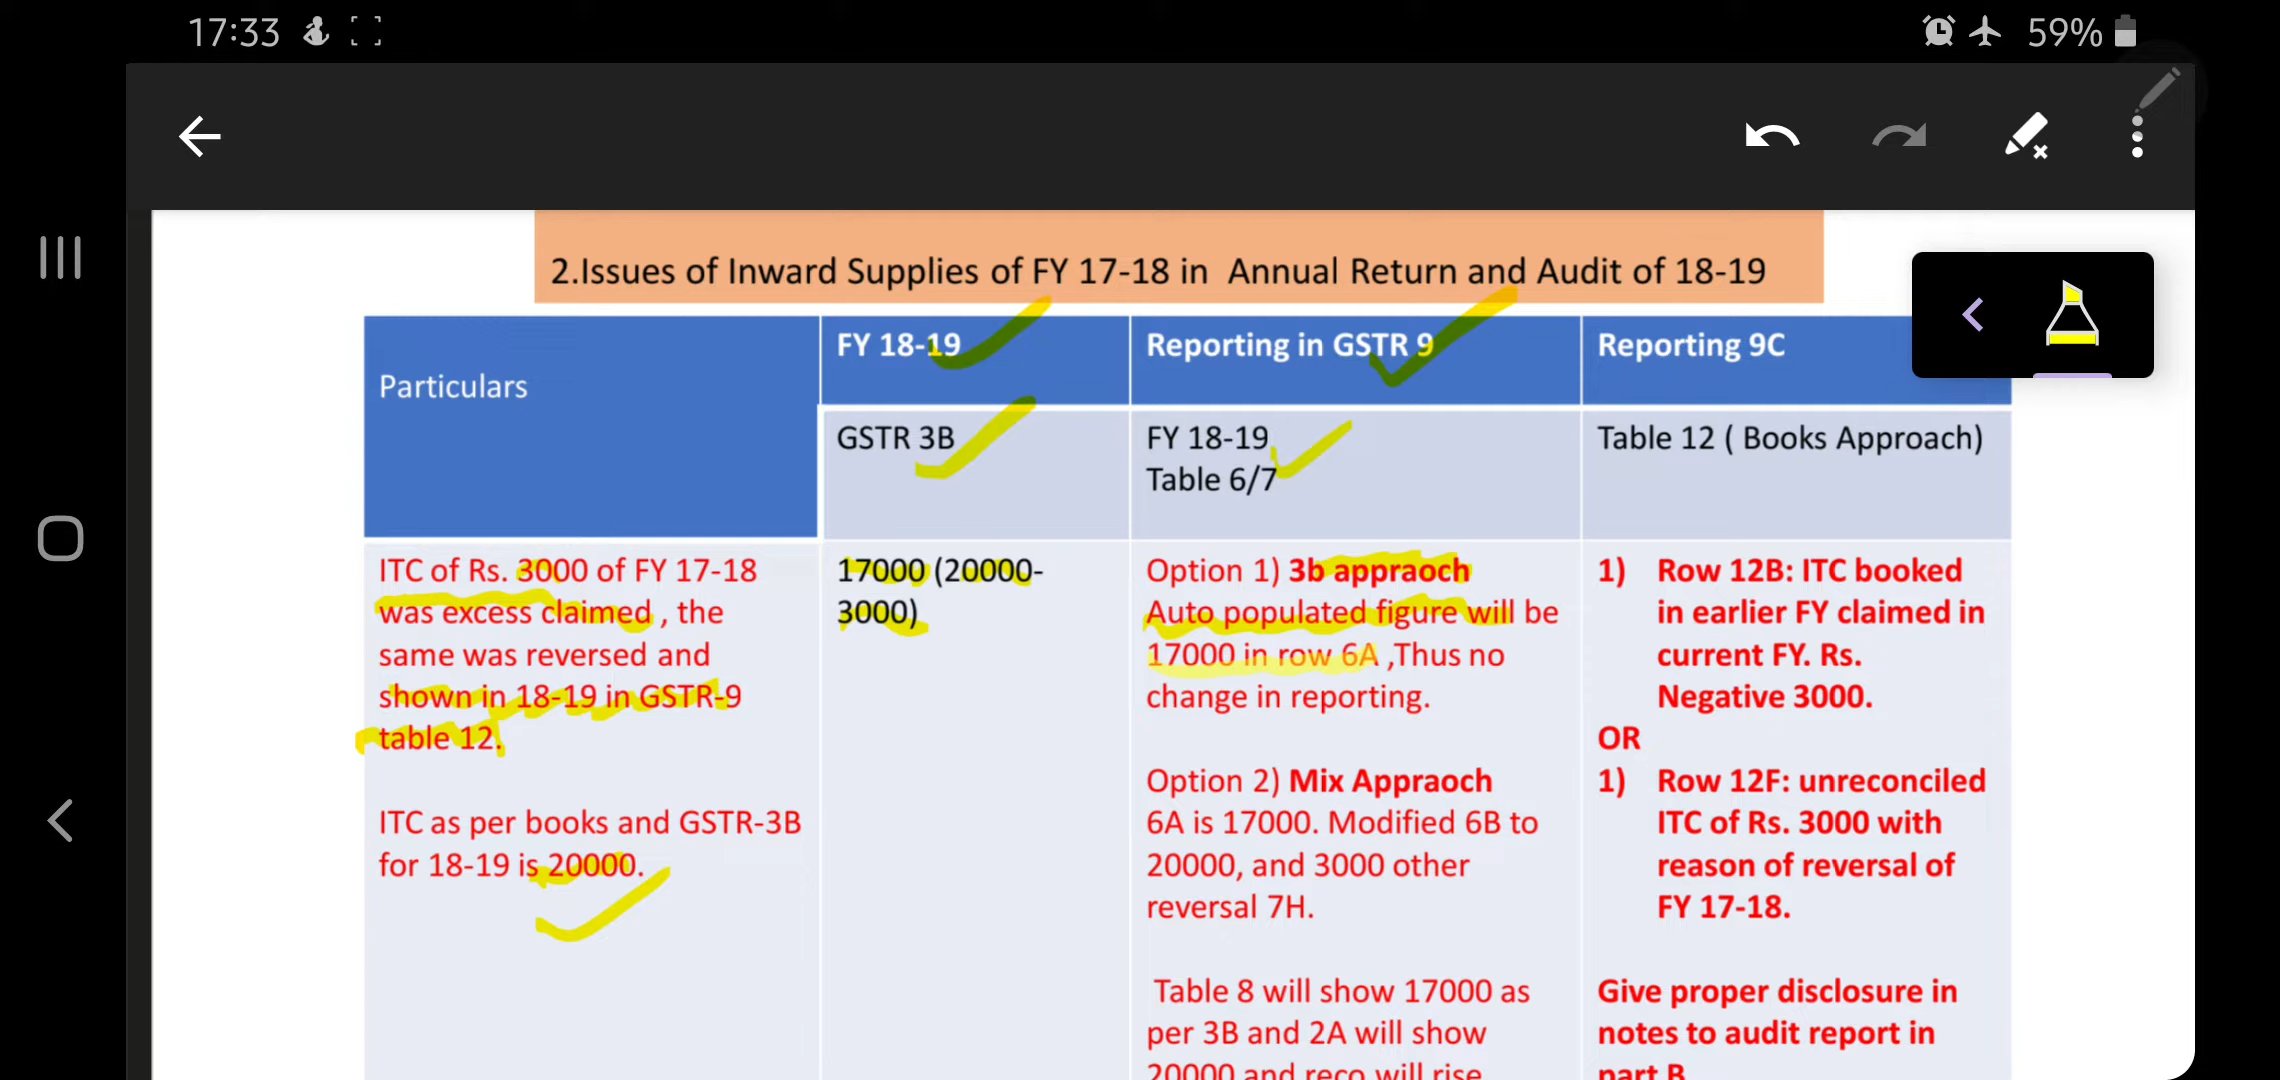 17:33
59%
2.Issues of Inward Supplies of FY 17-18 in Annual Return and Audit of 18-19
Particulars
FY 18-19
Reporting in GSTR 9
Reporting 9C
GSTR 3B
FY 18-19
Table 6/7
Table 12 ( Books Approach)
ITC of Rs. 3000 of FY 17-18
was excess claimed , the
same was reversed and
shown in 18-19 in GSTR-9
table 12.
ITC as per books and GSTR-3B
for 18-19 is 20000.
17000 (20000-
3000)
Option 1) 3b appraoch
Auto populated figure will be
17000 in row 6A ,Thus no
change in reporting.
Option 2) Mix Appraoch
6A is 17000. Modified 6B to
20000, and 3000 other
reversal 7H.
Table 8 will show 17000 as
per 3B and 2A will show
20000 and reco will rise
1) Row 12B: ITC booked
in earlier FY claimed in
current FY. Rs.
Negative 3000.
OR
1) Row 12F: unreconciled
ITC of Rs. 3000 with
reason of reversal of
FY 17-18.
Give proper disclosure in
notes to audit report in
part B